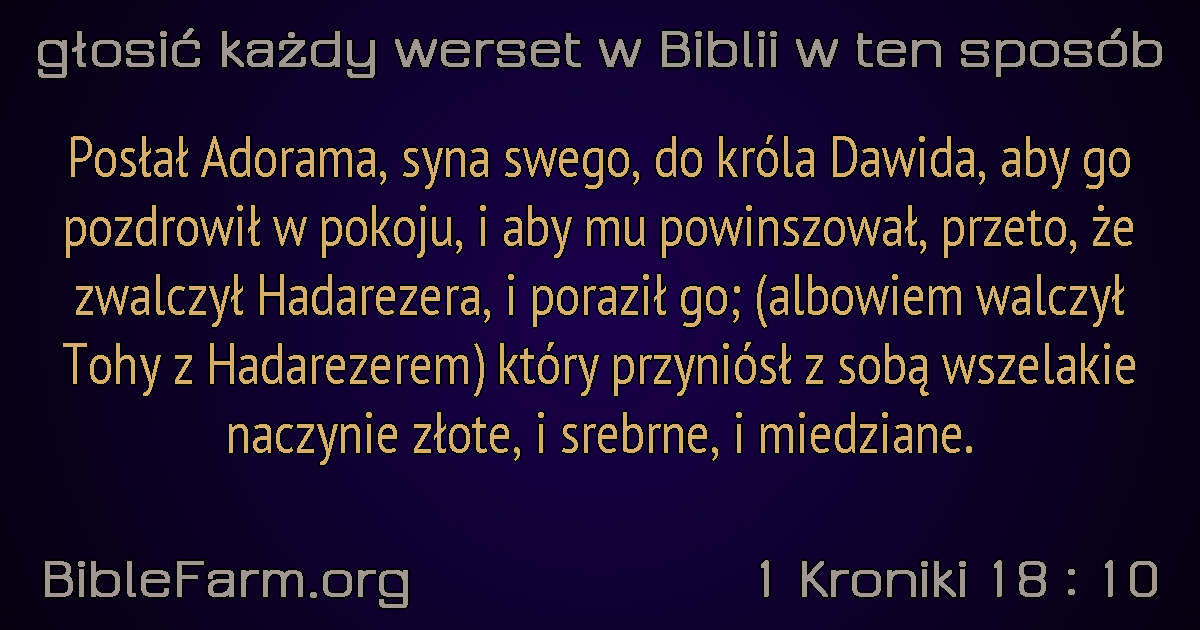 głosić każdy werset w Biblii w ten sposób
Posłał Adorama, syna swego, do króla Dawida, aby go
pozdrowił w pokoju, i aby mu powinszował, przeto, że
zwalczył Hadarezera, i poraził go; (albowiem walczył
Tohy z Hadarezerem) który przyniósł z sobą wszelakie
naczynie złote, i srebrne, i miedziane.
BibleFarm.org
1 Kroniki 18 : 10